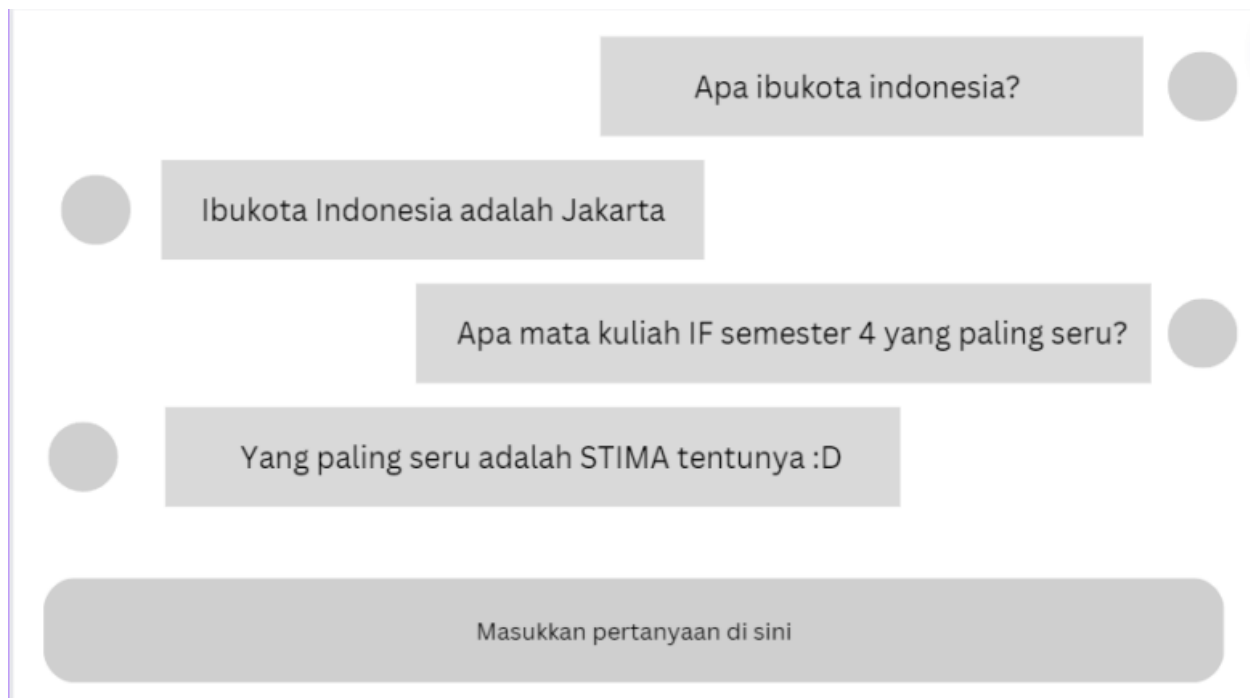 Apa ibukota indonesia?
Ibukota Indonesia adalah Jakarta
Apa mata kuliah IF semester 4 yang paling seru?
Yang paling seru adalah STIMA tentunya :D
Masukkan pertanyaan di sini